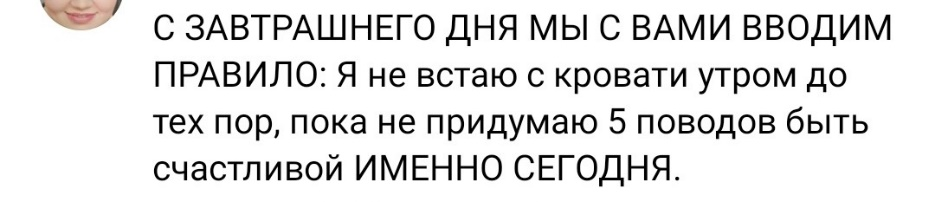 С ЗАВТРАШНЕГО ДНЯ МЫ С ВАМИ ВВОДИМ
ПРАВИЛО: Я не встаю с кровати утром до
тех пор, пока не придумаю 5 поводов быть
счастливой ИМЕННО СЕГОДНЯ.